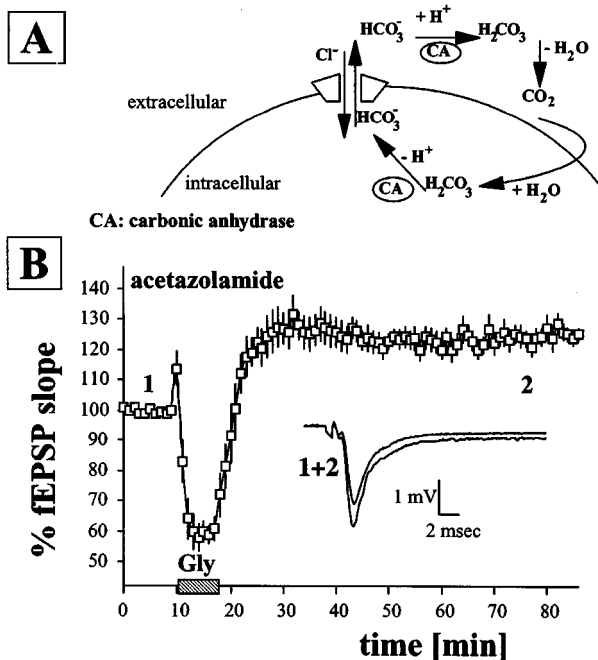 A
HCO₃⁻ + H⁺ H₂CO₃
CA
- H₂O
Cl⁻
CO₂
extracellular
HCO₃⁻
- H⁺
intracellular
CA H₂CO₃
+ H₂O
CA: carbonic anhydrase
B
acetazolamide
% fEPSP slope
140
130
120
110
100
90
80
70
60
50
1
2
1+2
1 mV
2 msec
Gly
0 10 20 30 40 50 60 70 80
time [min]